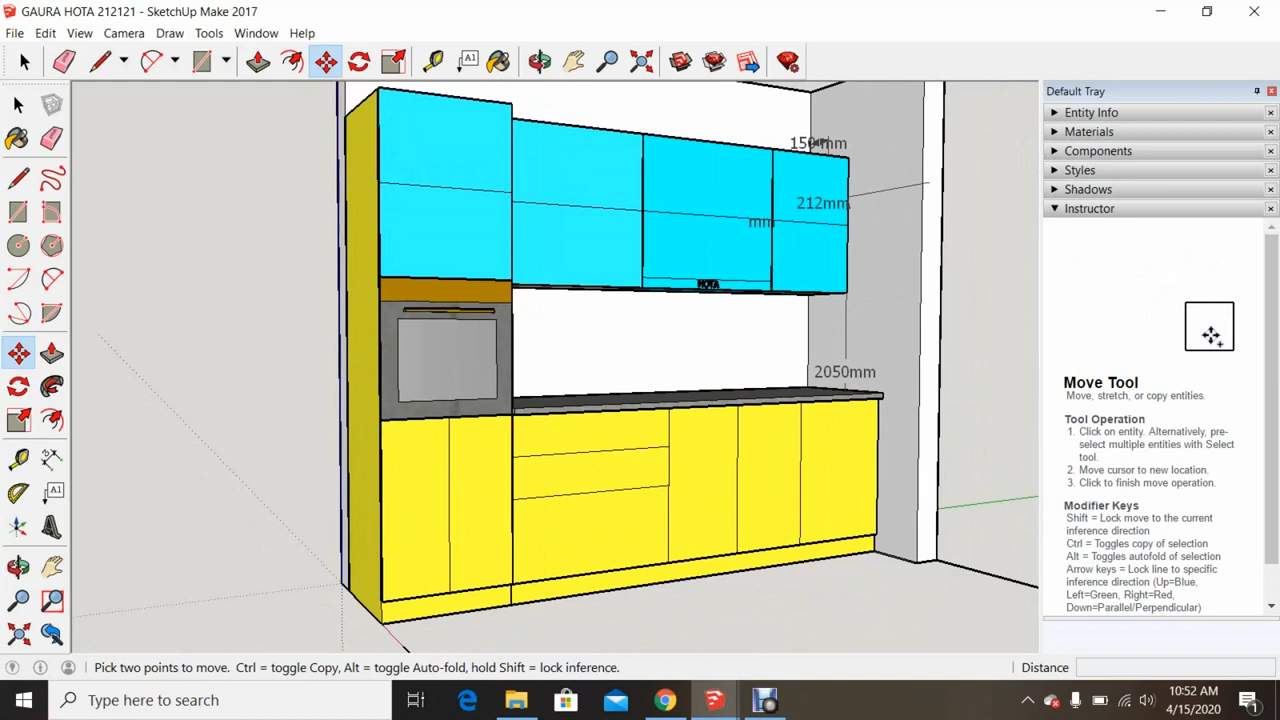 GAURA HOTA 212121 - SketchUp Make 2017
File Edit View Camera Draw Tools Window Help
A1
Default Tray
Entity Info
Materials
Components
Styles
Shadows
Instructor
212mm
mm
HOTA
2050mm
A1
Move Tool
Move, stretch, or copy entities.
Tool Operation
1. Click on entity. Alternatively, pre-
select multiple entities with Select
tool.
2. Move cursor to new location.
3. Click to finish move operation.
Modifier Keys
Shift = Lock move to the current
inference direction
Ctrl = Toggles copy of selection
Alt = Toggles autofold of selection
Arrow keys = Lock line to specific
inference direction (Up=Blue,
Left=Green, Right=Red,
Down=Parallel/Perpendicular)
Pick two points to move. Ctrl = toggle Copy, Alt = toggle Auto-fold, hold Shift = lock inference.
Distance
Type here to search
10:52 AM
4/15/2020
1